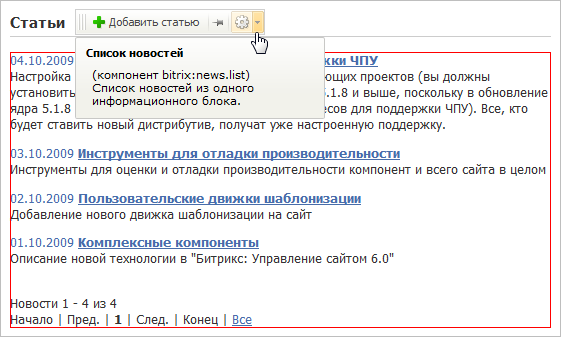 Статьи
Добавить статью
Список новостей
(компонент bitrix:news.list)
Список новостей из одного
информационного блока.
04.10.2009 жки ЧПУ
Настройка ющих проектов (вы должны
установить 5.1.8 и выше, поскольку в обновление
ядра 5.1.8 сов для поддержки ЧПУ). Все, кто
будет ставить новый дистрибутив, получат уже настроенную поддержку.
03.10.2009 Инструменты для отладки производительности
Инструменты для оценки и отладки производительности компонент и всего сайта в целом
02.10.2009 Пользовательские движки шаблонизации
Добавление нового движка шаблонизации на сайт
01.10.2009 Комплексные компоненты
Описание новой технологии в "Битрикс: Управление сайтом 6.0"
Новости 1 - 4 из 4
Начало | Пред. | 1 | След. | Конец | Все